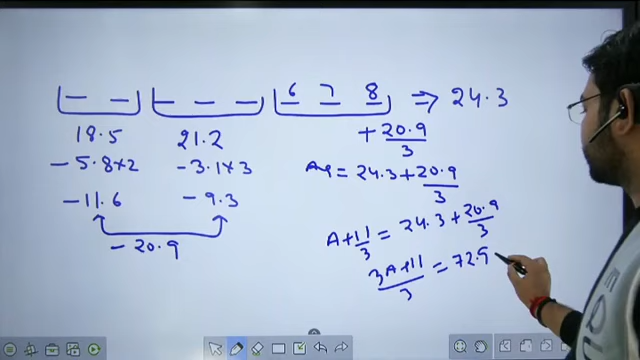 — — — — — 6 7 8 ⇒ 24.3
18.5 21.2 + 20.9/3
- 5.8×2 - 3.1×3 = 24.3 + 20.9/3
- 11.6 - 9.3
- 20.9
A + 11/3 = 24.3 + 20.9/3
3A+11/3 = 72.9
EQU